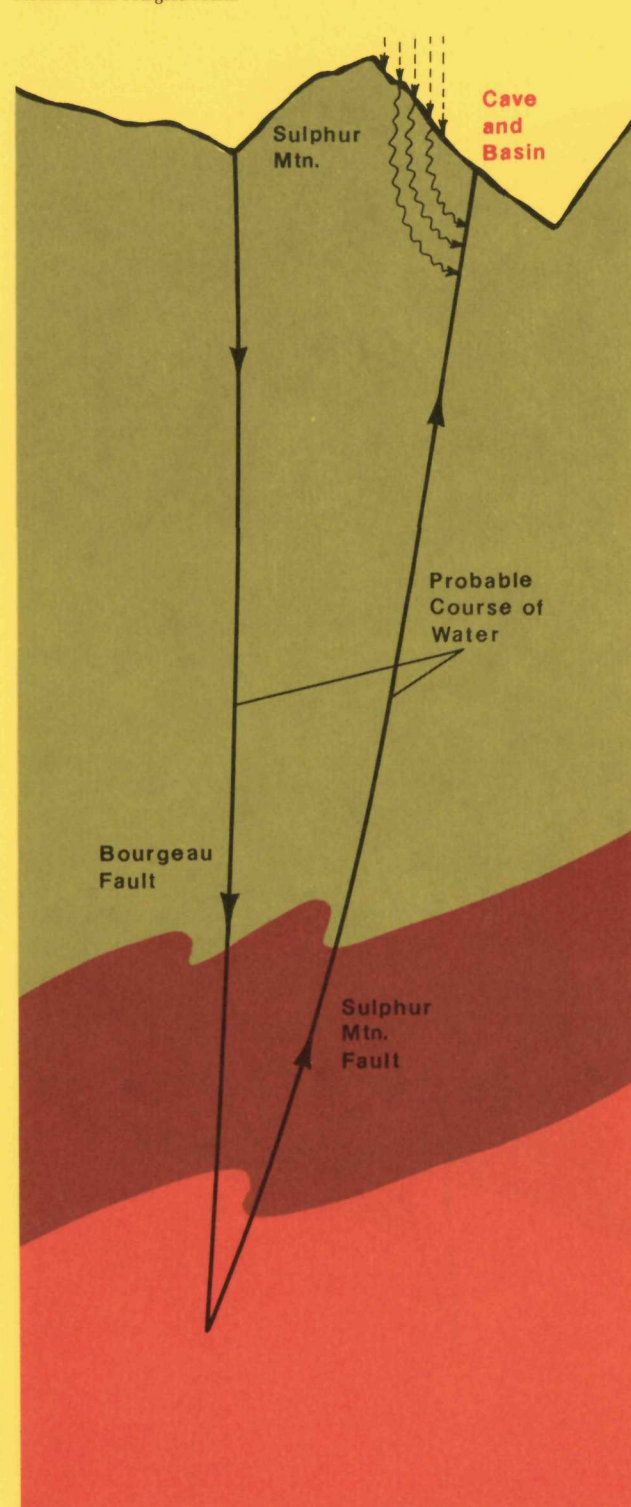 Sulphur
Mtn.
Cave
and
Basin
Probable
Course of
Water
Bourgeau
Fault
Sulphur
Mtn.
Fault